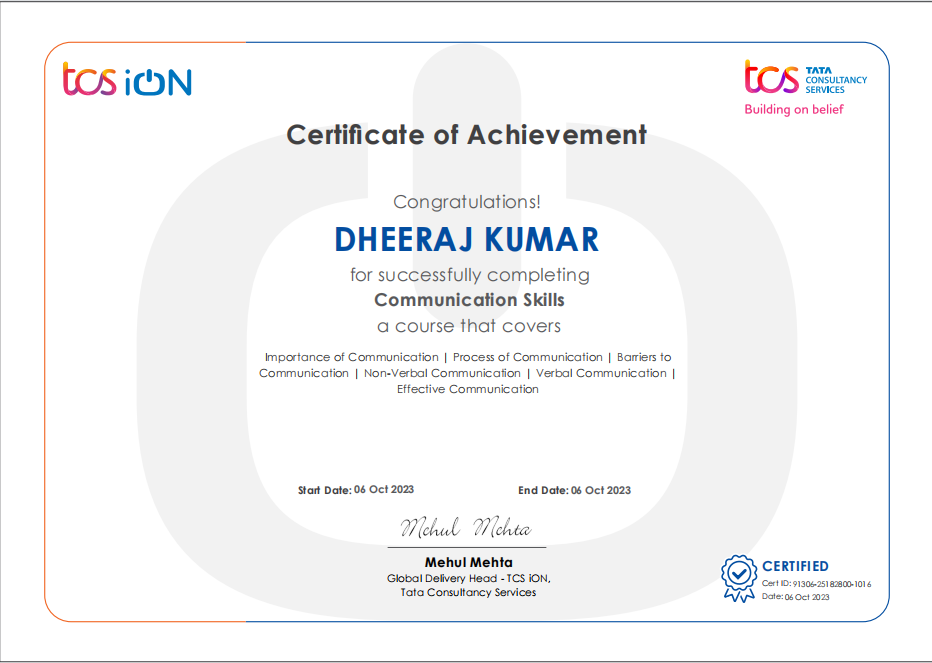 tcs iON
tcs TATA
CONSULTANCY
SERVICES
Building on belief
Certificate of Achievement
Congratulations!
DHEERAJ KUMAR
for successfully completing
Communication Skills
a course that covers
Importance of Communication | Process of Communication | Barriers to
Communication | Non-Verbal Communication | Verbal Communication |
Effective Communication
Start Date: 06 Oct 2023 End Date: 06 Oct 2023
Mehul Mehta
Mehul Mehta
Global Delivery Head - TCS iON,
Tata Consultancy Services
CERTIFIED
Cert ID: 91306-25182800-1016
Date: 06 Oct 2023